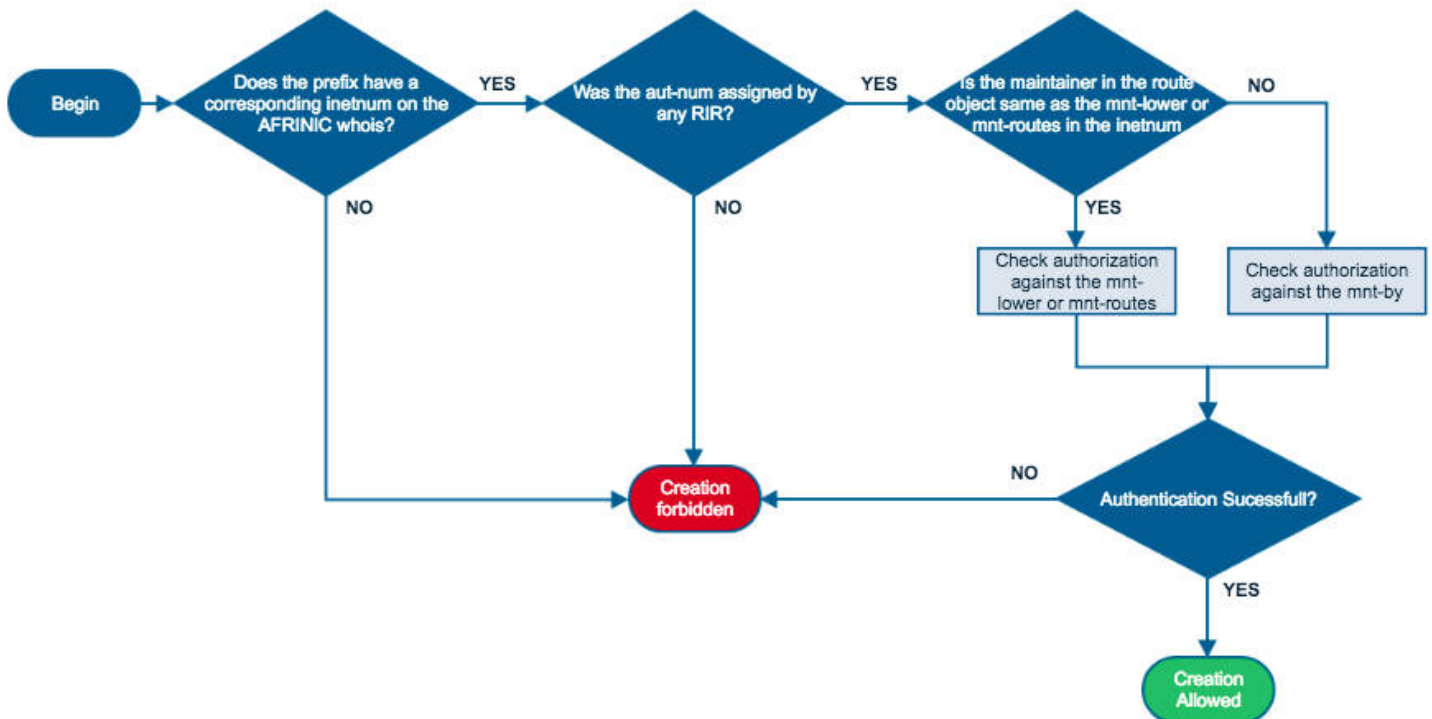 Begin
Does the prefix have a
corresponding inetnum on the
AFRINIC whois?
YES
NO
Was the aut-num assigned by
any RIR?
YES
NO
Is the maintainer in the route
object same as the mnt-lower or
mnt-routes in the inetnum
NO
YES
Check authorization
against the mnt-
lower or mnt-routes
Check authorization
against the mnt-by
Creation
forbidden
NO
Authentication Sucessfull?
YES
Creation
Allowed